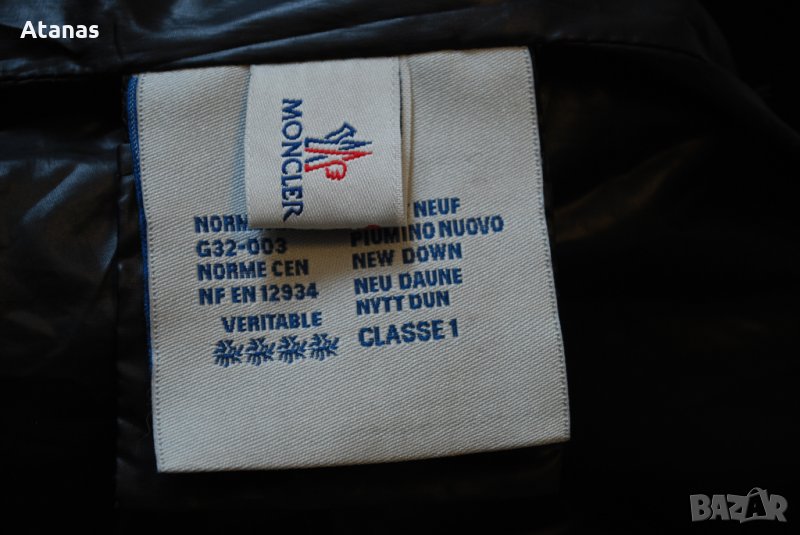 Atanas
MONCLER
NORM
G32-003
NORME CEN
NF EN 12934
VERITABLE
NEUF
PIUMINO NUOVO
NEW DOWN
NEU DAUNE
NYTT DUN
CLASSE 1
BAZAR